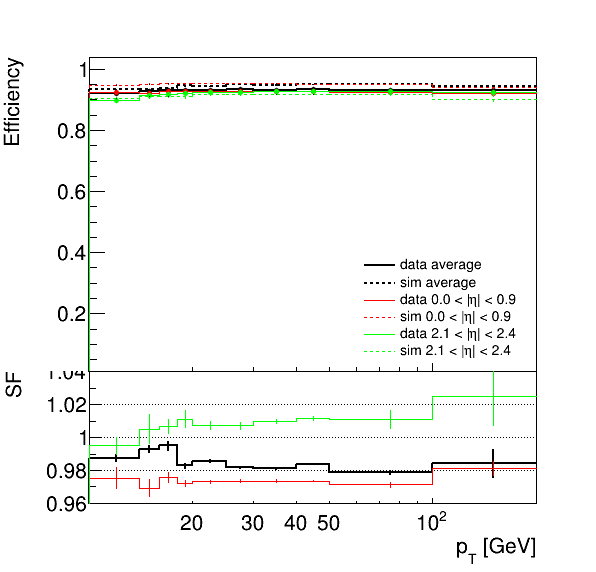 Efficiency
1
0.8
0.6
0.4
0.2
data average
sim average
data 0.0 < |η| < 0.9
sim 0.0 < |η| < 0.9
data 2.1 < |η| < 2.4
sim 2.1 < |η| < 2.4
SF
1.04
1.02
1
0.98
0.96
20 30 40 50 10²
p_T [GeV]